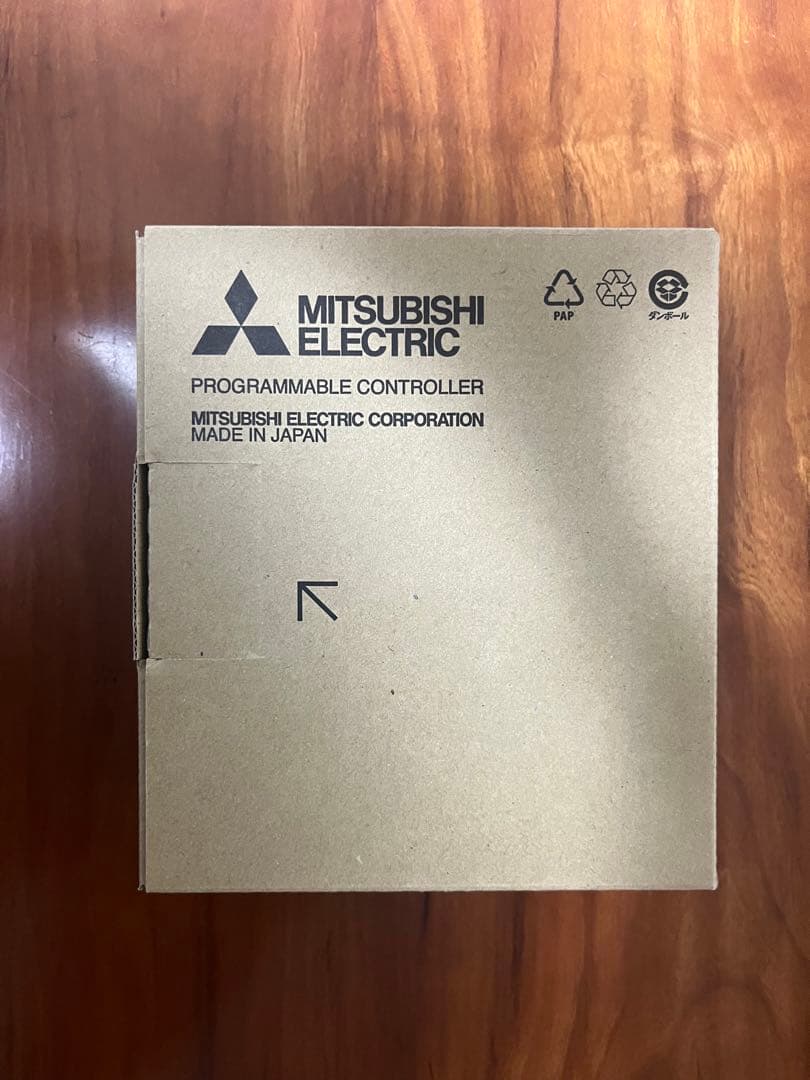 MITSUBISHI
ELECTRIC
PROGRAMMABLE CONTROLLER
MITSUBISHI ELECTRIC CORPORATION
MADE IN JAPAN
PAP
ダンボール